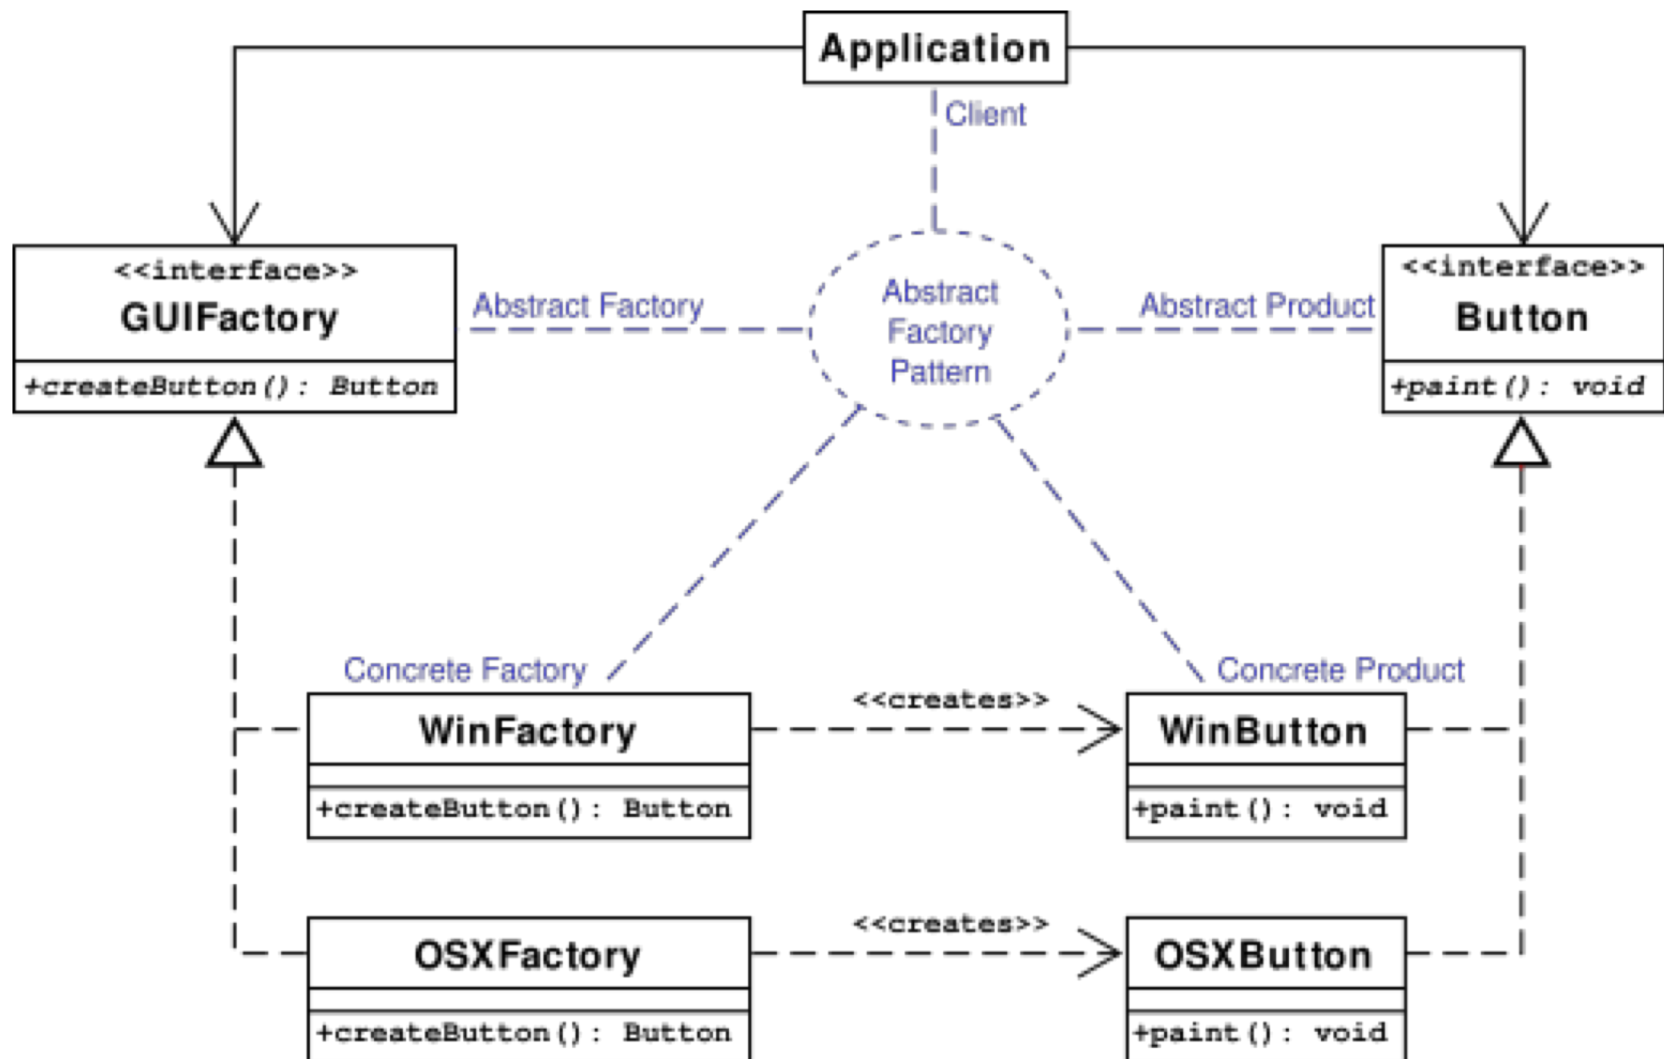 Application
Client
<<interface>>
GUIFactory
+createButton(): Button
Abstract Factory
Abstract
Factory
Pattern
Abstract Product
<<interface>>
Button
+paint(): void
Concrete Factory
WinFactory
+createButton(): Button
<<creates>>
Concrete Product
WinButton
+paint(): void
OSXFactory
+createButton(): Button
<<creates>>
OSXButton
+paint(): void